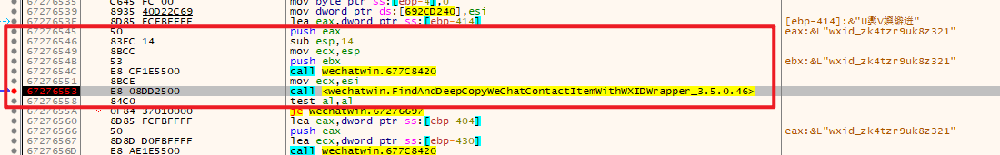 67276535 C645 FC 00 mov byte ptr ss:[ebp-4],0
67276539 8935 40D22C69 mov dword ptr ds:[692CD240],esi
6727653F 8D85 ECFBFFFF lea eax,dword ptr ss:[ebp-414] [ebp-414]:&"U
67276545 50 push eax eax:&L"wxid_zk4tzr9uk8z321"
67276546 83EC 14 sub esp,14
67276549 8BCC mov ecx,esp
6727654B 53 push ebx ebx:&L"wxid_zk4tzr9uk8z321"
6727654C E8 CF1E5500 call wechatwin.677C8420
67276551 8BCE mov ecx,esi
67276553 E8 08DD2500 call <wechatwin.FindAndDeepCopyWeChatContactItemWithWXIDWrapper_3.5.0.46>
67276558 84C0 test al,al
6727655A 0F84 37010000 je wechatwin.67276697
67276560 8D85 FCFBFFFF lea eax,dword ptr ss:[ebp-404]
67276566 50 push eax eax:&L"wxid_zk4tzr9uk8z321"
67276567 8D8D D0FBFFFF lea ecx,dword ptr ss:[ebp-430]
6727656D E8 AE1E5500 call wechatwin.677C8420